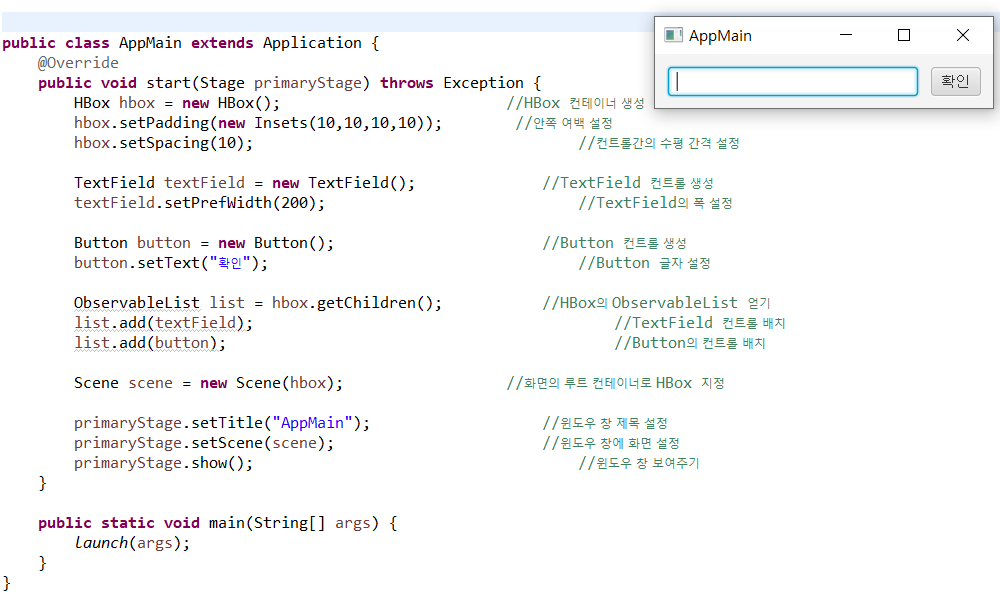 AppMain
확인
public class AppMain extends Application {
@Override
public void start(Stage primaryStage) throws Exception {
HBox hbox = new HBox(); //HBox 컨테이너 생성
hbox.setPadding(new Insets(10,10,10,10)); //안쪽 여백 설정
hbox.setSpacing(10); //컨트롤간의 수평 간격 설정
TextField textField = new TextField(); //TextField 컨트롤 생성
textField.setPrefWidth(200); //TextField의 폭 설정
Button button = new Button(); //Button 컨트롤 생성
button.setText("확인"); //Button 글자 설정
ObservableList list = hbox.getChildren(); //HBox의 ObservableList 얻기
list.add(textField); //TextField 컨트롤 배치
list.add(button); //Button의 컨트롤 배치
Scene scene = new Scene(hbox); //화면의 루트 컨테이너로 HBox 지정
primaryStage.setTitle("AppMain"); //윈도우 창 제목 설정
primaryStage.setScene(scene); //윈도우 창에 화면 설정
primaryStage.show(); //윈도우 창 보여주기
}
public static void main(String[] args) {
launch(args);
}
}